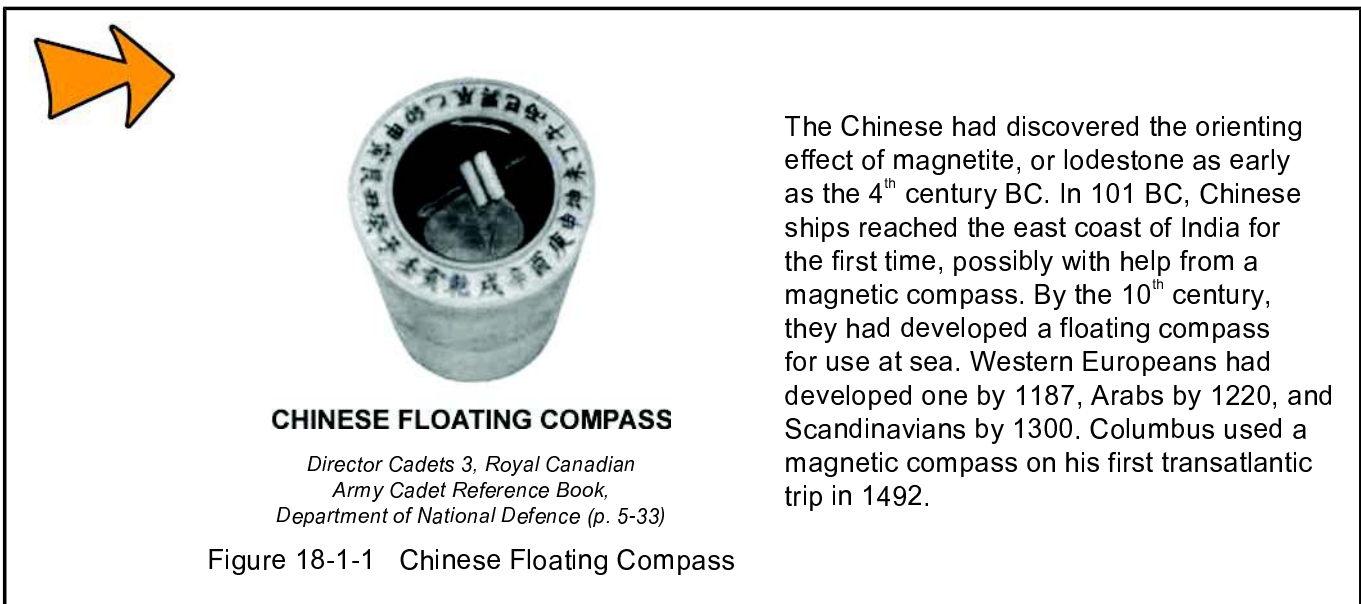 CHINESE FLOATING COMPASS
Director Cadets 3, Royal Canadian
Army Cadet Reference Book,
Department of National Defence (p. 5-33)
Figure 18-1-1 Chinese Floating Compass
The Chinese had discovered the orienting
effect of magnetite, or lodestone as early
as the 4th century BC. In 101 BC, Chinese
ships reached the east coast of India for
the first time, possibly with help from a
magnetic compass. By the 10th century,
they had developed a floating compass
for use at sea. Western Europeans had
developed one by 1187, Arabs by 1220, and
Scandinavians by 1300. Columbus used a
magnetic compass on his first transatlantic
trip in 1492.